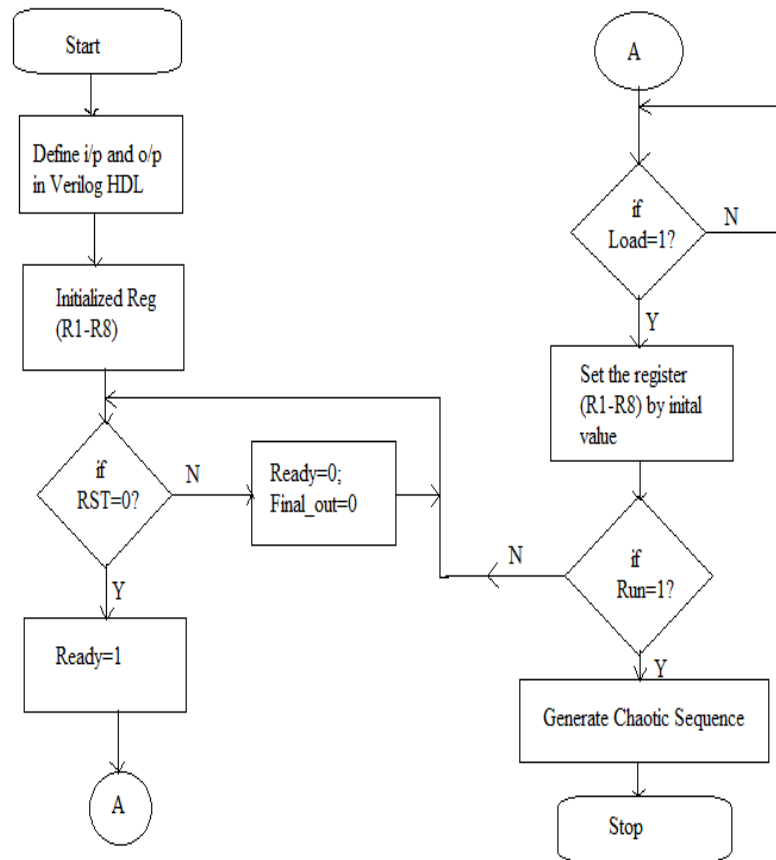 Start
Define i/p and o/p
in Verilog HDL
Initialized Reg
(R1-R8)
if
RST=0?
N
Ready=0;
Final_out=0
Y
Ready=1
A
A
if
Load=1?
N
Y
Set the register
(R1-R8) by inital
value
if
Run=1?
N
Y
Generate Chaotic Sequence
Stop